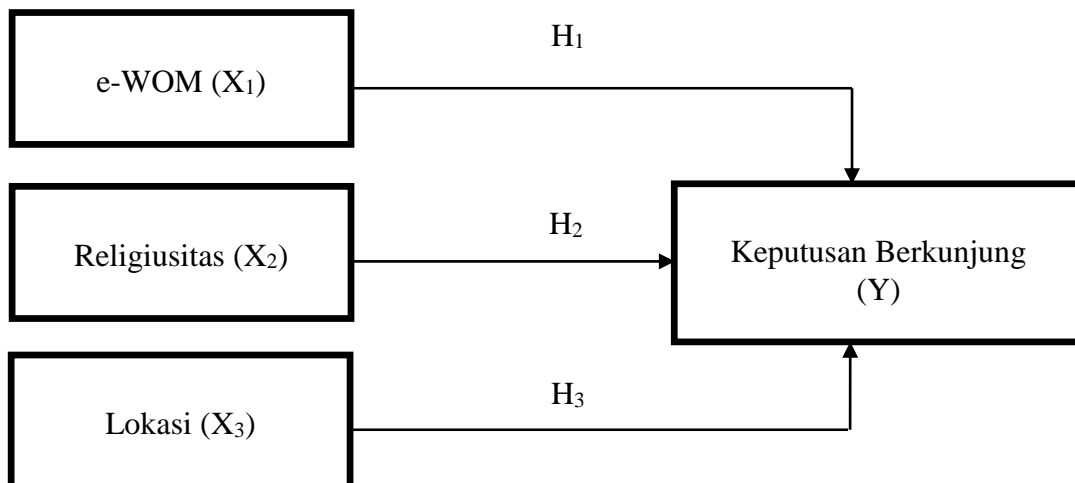 H₁
e-WOM (X₁)
H₂
Religiusitas (X₂)
Keputusan Berkunjung
(Y)
H₃
Lokasi (X₃)